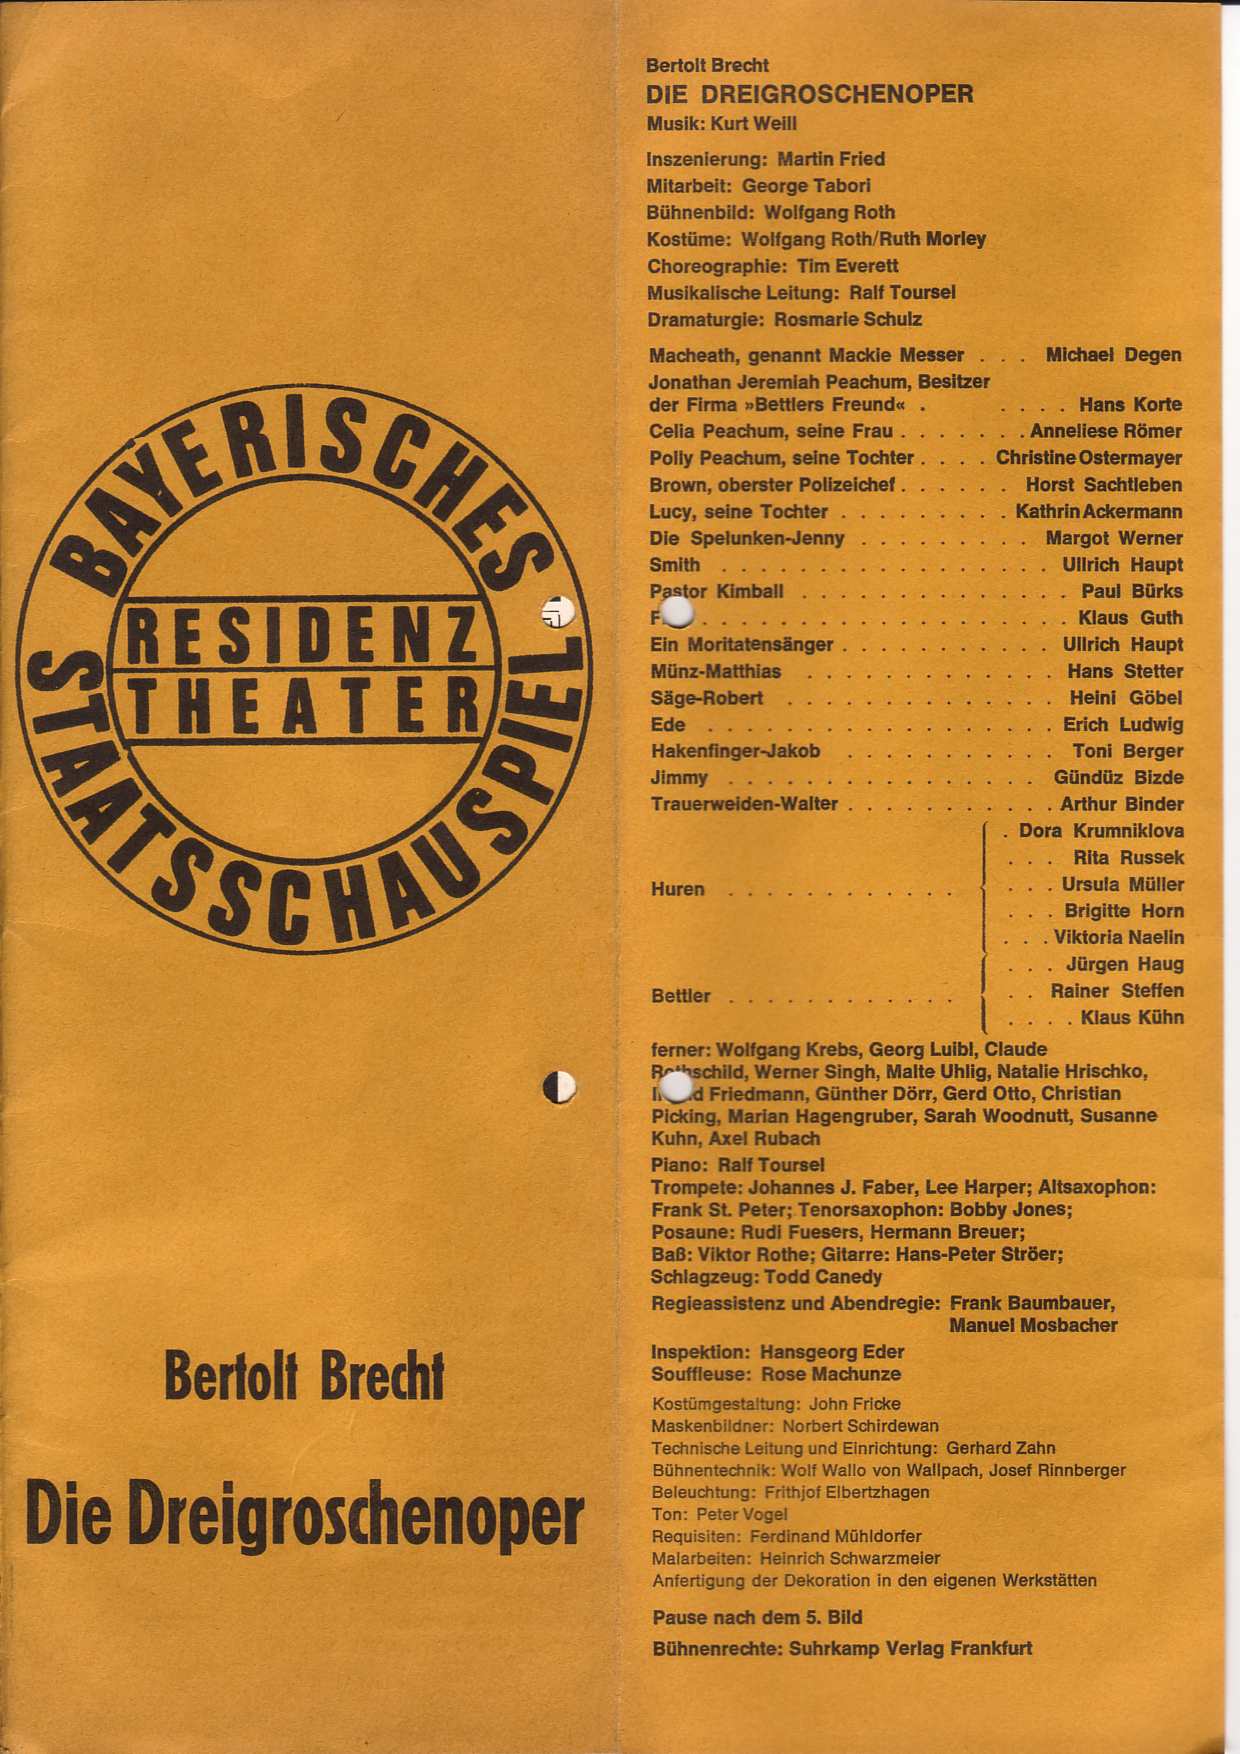 BAYERISCHES
RESIDENZ
THEATER
STAATSSCHAUSPIEL
Bertolt Brecht
Die Dreigroschenoper
Bertolt Brecht
DIE DREIGROSCHENOPER
Musik: Kurt Weill
Inszenierung: Martin Fried
Mitarbeit: George Tabori
Bühnenbild: Wolfgang Roth
Kostüme: Wolfgang Roth/Ruth Morley
Choreographie: Tim Everett
Musikalische Leitung: Ralf Toursel
Dramaturgie: Rosmarie Schulz
Macheath, genannt Mackie Messer . . . Michael Degen
Jonathan Jeremiah Peachum, Besitzer
der Firma »Bettlers Freund« . . . . . Hans Korte
Celia Peachum, seine Frau . . . . . . . Anneliese Römer
Polly Peachum, seine Tochter . . . . Christine Ostermayer
Brown, oberster Polizeichef . . . . . . Horst Sachtleben
Lucy, seine Tochter . . . . . . . . . Kathrin Ackermann
Die Spelunken-Jenny . . . . . . . . . Margot Werner
Smith . . . . . . . . . . . . . . . . . Ullrich Haupt
Pastor Kimball . . . . . . . . . . . . . . Paul Bürks
. . . . . . . . . . . . . . . . . . . Klaus Guth
Ein Moritatensänger . . . . . . . . . . . Ullrich Haupt
Münz-Matthias . . . . . . . . . . . . . Hans Stetter
Säge-Robert . . . . . . . . . . . . . . Heini Göbel
Ede . . . . . . . . . . . . . . . . . . Erich Ludwig
Hakenfinger-Jakob . . . . . . . . . . . Toni Berger
Jimmy . . . . . . . . . . . . . . . . Gündüz Bizde
Trauerweiden-Walter . . . . . . . . . . . Arthur Binder
. Dora Krumniklova
. . . Rita Russek
Huren . . . . . . . . . . . . . . . Ursula Müller
. . . Brigitte Horn
. . . Viktoria Naelin
. . . Jürgen Haug
Bettler . . . . . . . . . . . . . . Rainer Steffen
. . . . Klaus Kühn
ferner: Wolfgang Krebs, Georg Luibl, Claude
Rothschild, Werner Singh, Malte Uhlig, Natalie Hrischko,
Friedmann, Günther Dörr, Gerd Otto, Christian
Picking, Marian Hagengruber, Sarah Woodnutt, Susanne
Kuhn, Axel Rubach
Piano: Ralf Toursel
Trompete: Johannes J. Faber, Lee Harper; Altsaxophon:
Frank St. Peter; Tenorsaxophon: Bobby Jones;
Posaune: Rudi Fuesers, Hermann Breuer;
Baß: Viktor Rothe; Gitarre: Hans-Peter Ströer;
Schlagzeug: Todd Canedy
Regieassistenz und Abendregie: Frank Baumbauer,
Manuel Mosbacher
Inspektion: Hansgeorg Eder
Souffleuse: Rose Machunze
Kostümgestaltung: John Fricke
Maskenbildner: Norbert Schirdewan
Technische Leitung und Einrichtung: Gerhard Zahn
Bühnentechnik: Wolf Wallo von Wallpach, Josef Rinnberger
Beleuchtung: Frithjof Elbertzhagen
Ton: Peter Vogel
Requisiten: Ferdinand Mühldorfer
Malarbeiten: Heinrich Schwarzmeier
Anfertigung der Dekoration in den eigenen Werkstätten
Pause nach dem 5. Bild
Bühnenrechte: Suhrkamp Verlag Frankfurt